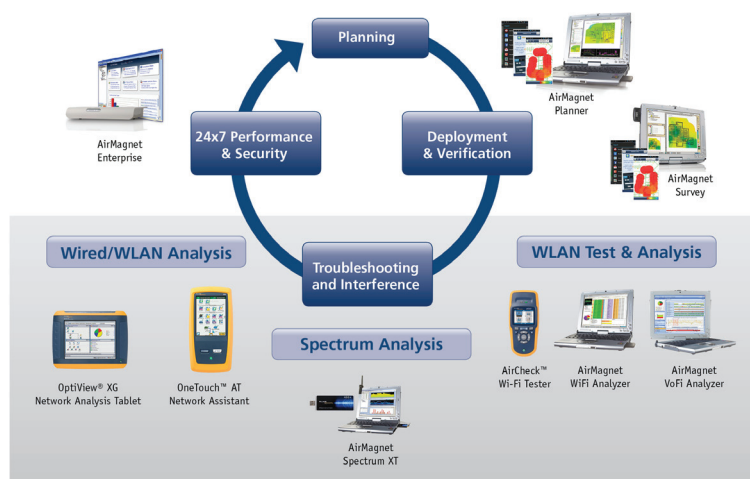 Planning
AirMagnet
Planner
24x7 Performance
& Security
Deployment
& Verification
AirMagnet
Enterprise
AirMagnet
Survey
Wired/WLAN Analysis
Troubleshooting
and Interference
WLAN Test & Analysis
Spectrum Analysis
OptiView® XG
Network Analysis Tablet
OneTouch™ AT
Network Assistant
AirCheck™
Wi-Fi Tester
AirMagnet
WiFi Analyzer
AirMagnet
VoFi Analyzer
AirMagnet
Spectrum XT